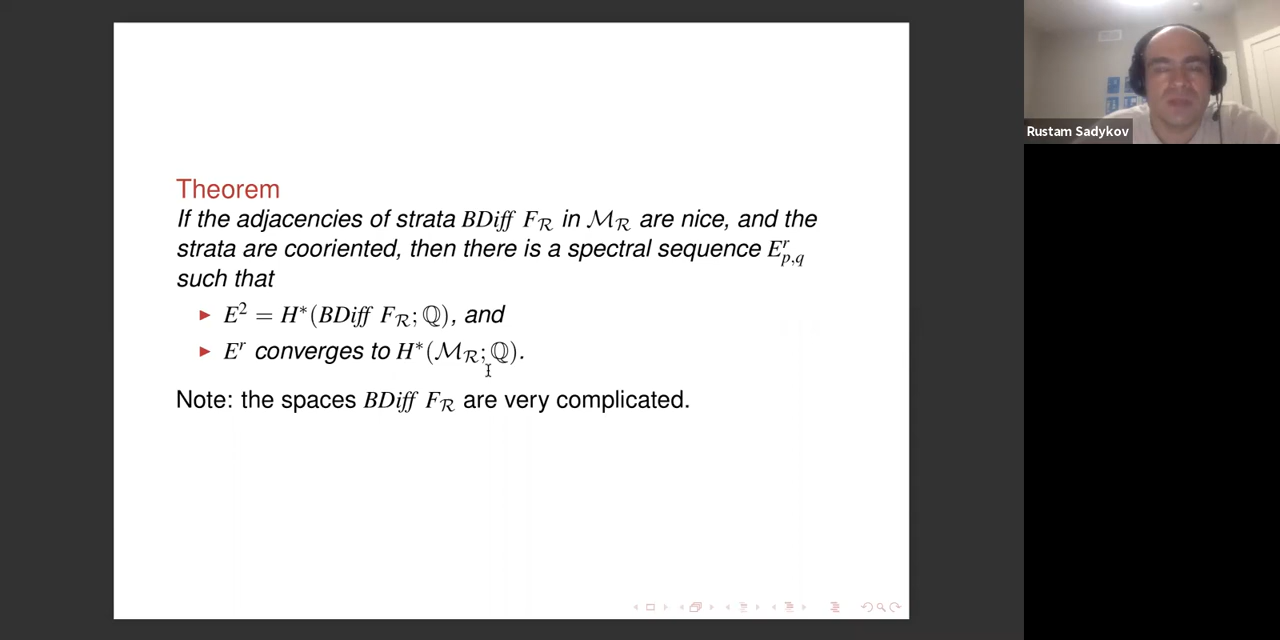 Theorem
If the adjacencies of strata BDiff F_ℛ in ℳ_ℛ are nice, and the
strata are cooriented, then there is a spectral sequence E^r_{p,q}
such that
▶ E² = H*(BDiff F_ℛ; ℚ), and
▶ E^r converges to H*(ℳ_ℛ; ℚ).
Note: the spaces BDiff F_ℛ are very complicated.
Rustam Sadykov